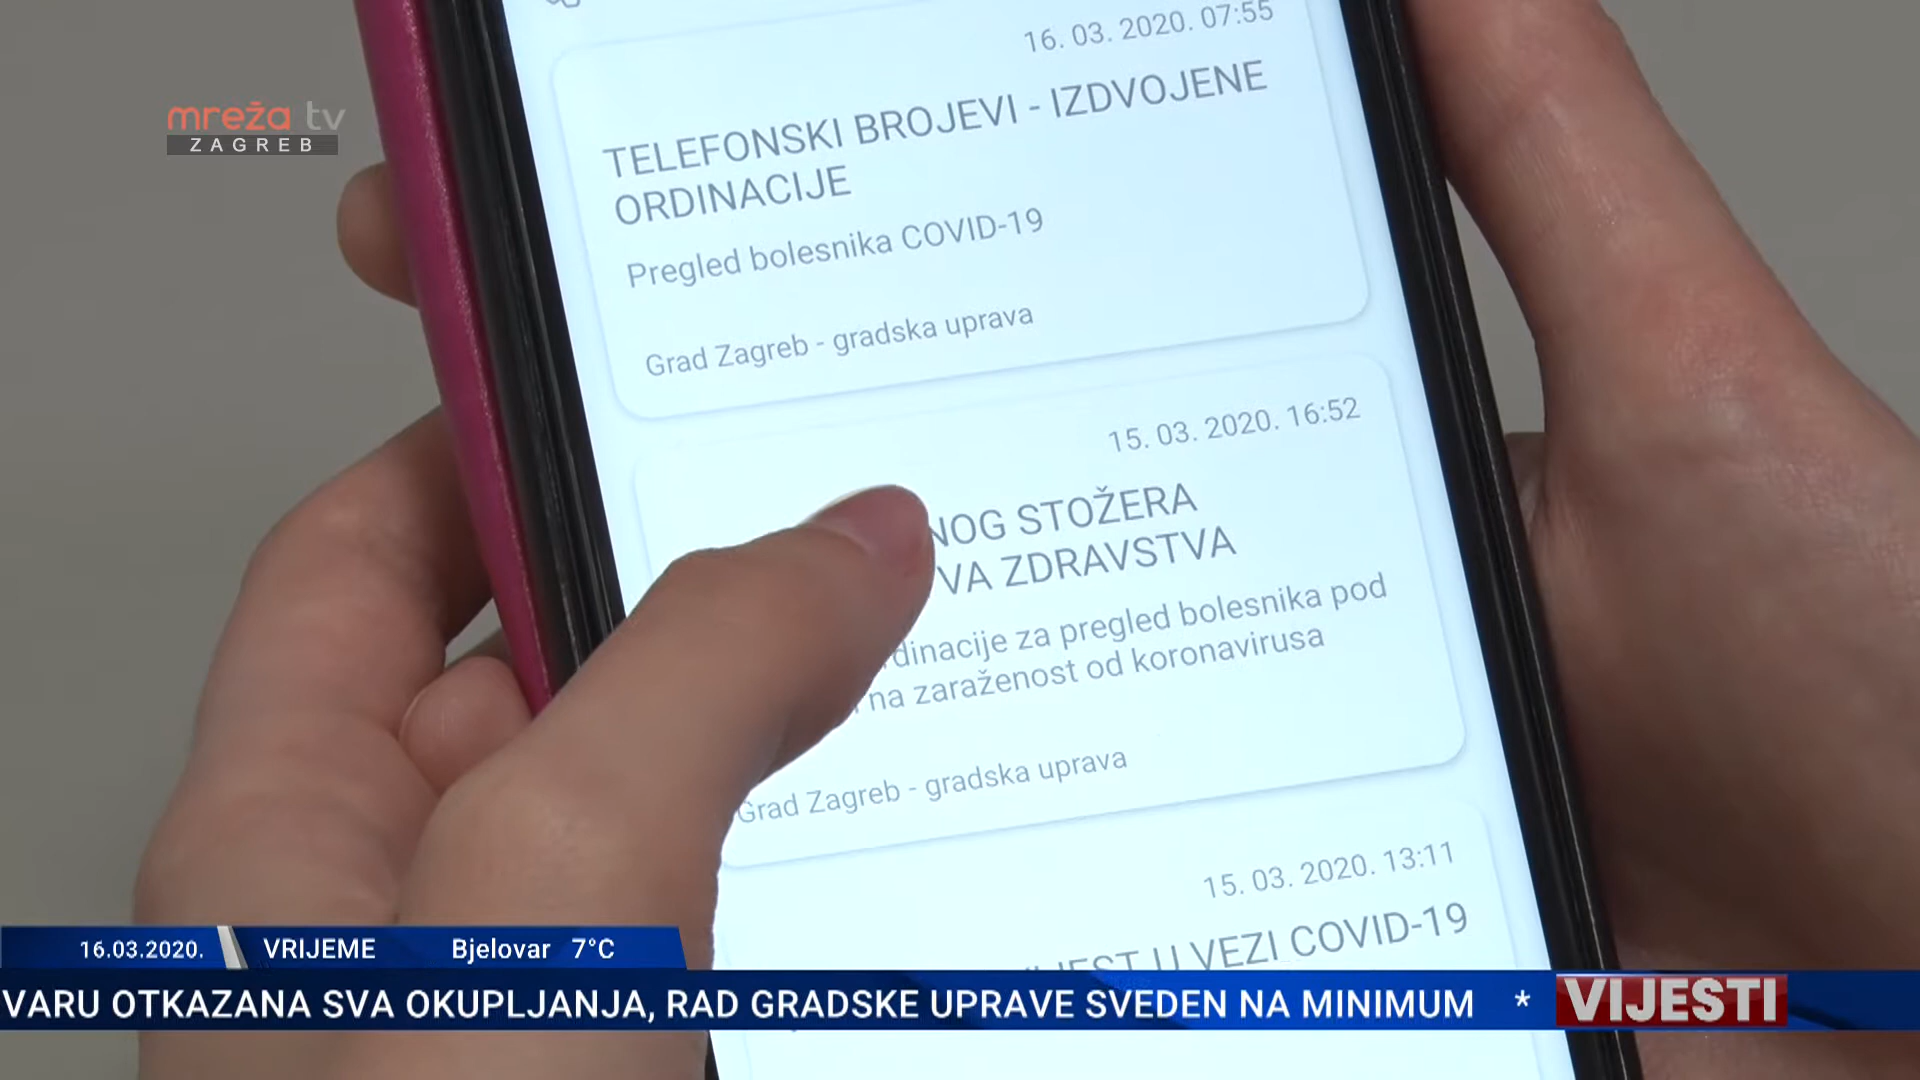 16. 03. 2020. 07:55
mreža tv
ZAGREB
TELEFONSKI BROJEVI - IZDVOJENE
ORDINACIJE
Pregled bolesnika COVID-19
Grad Zagreb - gradska uprava
15. 03. 2020. 16:52
NOG STOŽERA
VA ZDRAVSTVA
dinacije za pregled bolesnika pod
na zaraženost od koronavirusa
Grad Zagreb - gradska uprava
15. 03. 2020. 13:11
U VEZI COVID-19
16.03.2020. VRIJEME Bjelovar 7°C
VARU OTKAZANA SVA OKUPLJANJA, RAD GRADSKE UPRAVE SVEDEN NA MINIMUM * VIJESTI